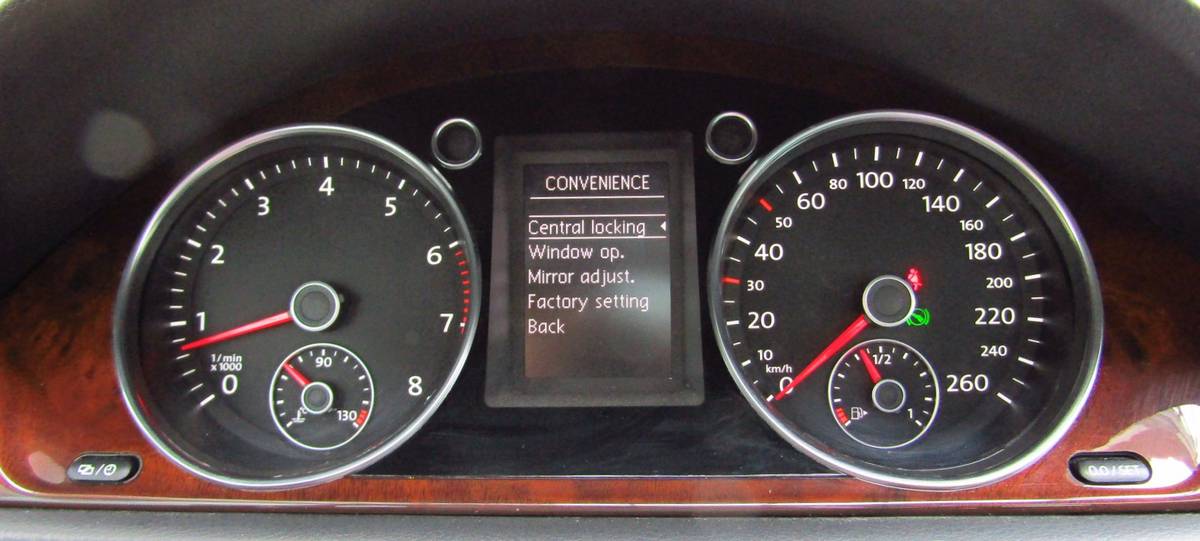 0
1
2
3
4
5
6
7
8
1/min
x 1000
90
130
°C
CONVENIENCE
Central locking
Window op.
Mirror adjust.
Factory setting
Back
0
10
20
30
40
50
60
80
100
120
140
160
180
200
220
240
260
km/h
1/2
1
0.0 / SET